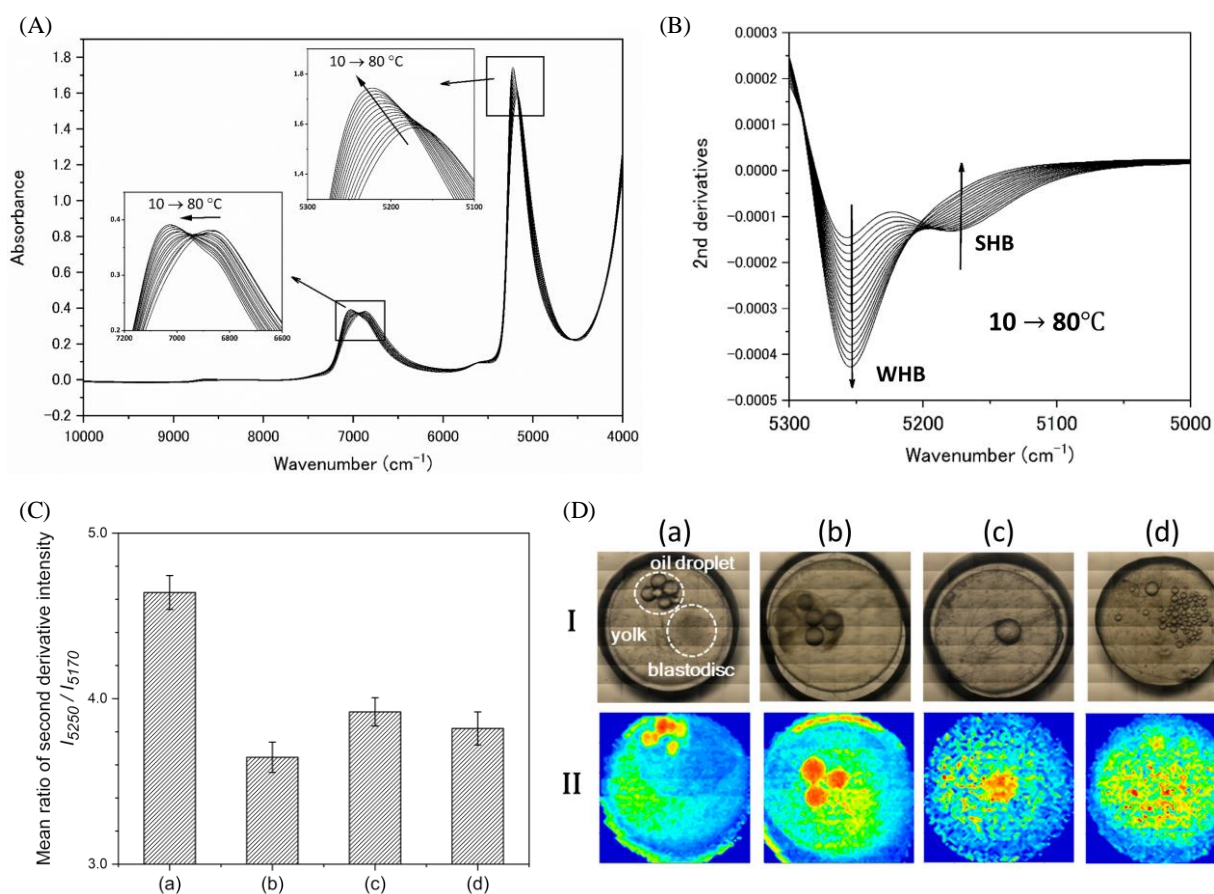 (A)
10 → 80 °C
1.8
1.6
1.4
5300
5200
5100
10 → 80 °C
0.4
0.3
0.2
7200
7000
6800
6600
Absorbance
1.8
1.6
1.4
1.2
1.0
0.8
0.6
0.4
0.2
0.0
−0.2
10000
9000
8000
7000
6000
5000
4000
Wavenumber (cm⁻¹)
(B)
2nd derivatives
0.0003
0.0002
0.0001
0.0000
−0.0001
−0.0002
−0.0003
−0.0004
−0.0005
SHB
10 → 80°C
WHB
5300
5200
5100
5000
Wavenumber (cm⁻¹)
(C)
Mean ratio of second derivative intensity
I5250 / I5170
5.0
4.0
3.0
(a)
(b)
(c)
(d)
(D)
(a)
(b)
(c)
(d)
I
oil droplet
yolk
blastodisc
II